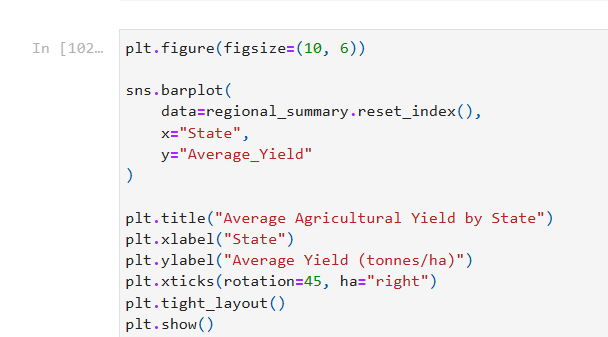 In [102…
plt.figure(figsize=(10, 6))
sns.barplot(
    data=regional_summary.reset_index(),
    x="State",
    y="Average_Yield"
)
plt.title("Average Agricultural Yield by State")
plt.xlabel("State")
plt.ylabel("Average Yield (tonnes/ha)")
plt.xticks(rotation=45, ha="right")
plt.tight_layout()
plt.show()